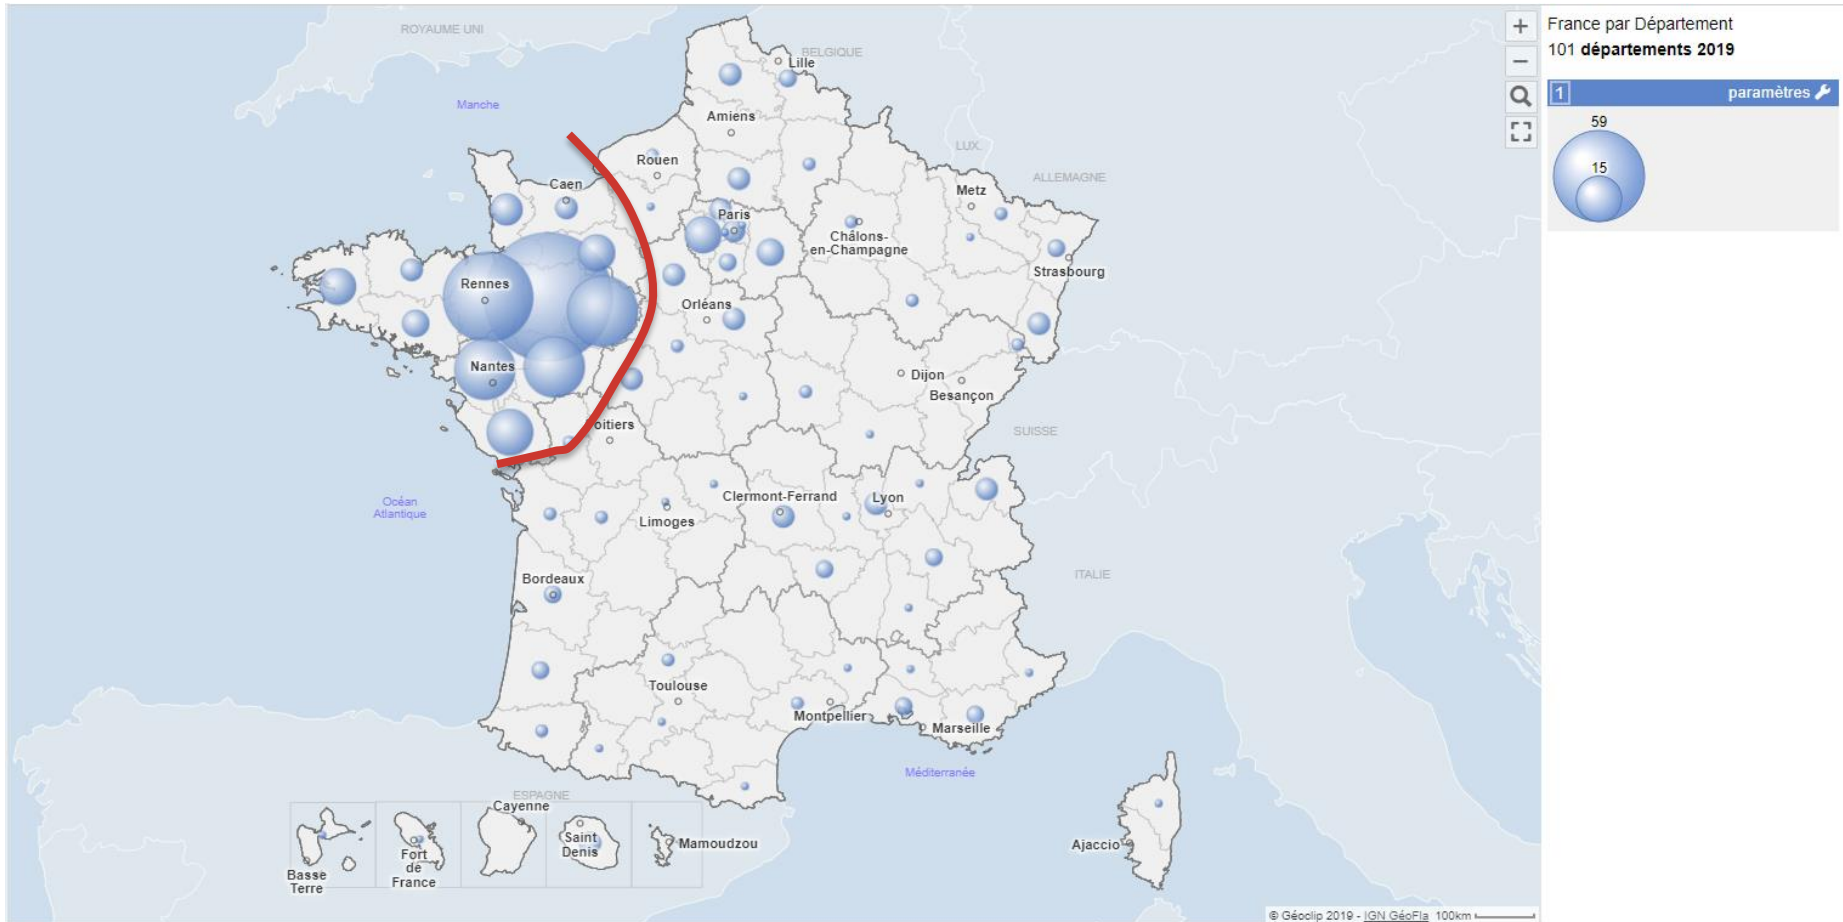 ROYAUME UNI
BELGIQUE
Lille
Manche
Amiens
LUX.
Rouen
ALLEMAGNE
Caen
Metz
Paris
Châlons-
en-Champagne
Strasbourg
Rennes
Orléans
Nantes
Dijon
Besançon
oitiers
SUISSE
Océan
Atlantique
Clermont-Ferrand
Lyon
Limoges
Bordeaux
ITALIE
Toulouse
Montpellier
Marseille
Méditerranée
ESPAGNE
Cayenne
Saint
Denis
Mamoudzou
Fort
de
France
Basse
Terre
Ajaccio
© Géoclip 2019 - IGN GéoFla 100km
+
−
France par Département
101 départements 2019
1 paramètres
59
15